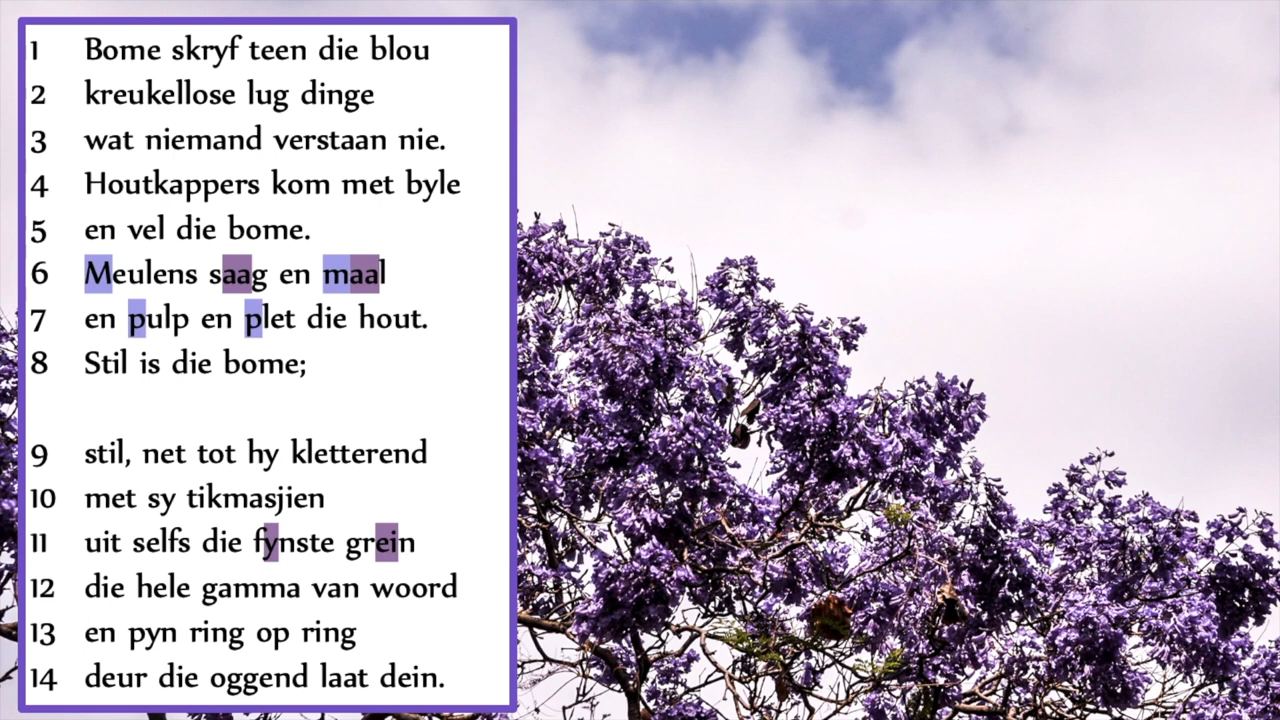 1 Bome skryf teen die blou
2 kreukellose lug dinge
3 wat niemand verstaan nie.
4 Houtkappers kom met byle
5 en vel die bome.
6 Meulens saag en maal
7 en pulp en plet die hout.
8 Stil is die bome;
9 stil, net tot hy kletterend
10 met sy tikmasjien
11 uit selfs die fynste grein
12 die hele gamma van woord
13 en pyn ring op ring
14 deur die oggend laat dein.